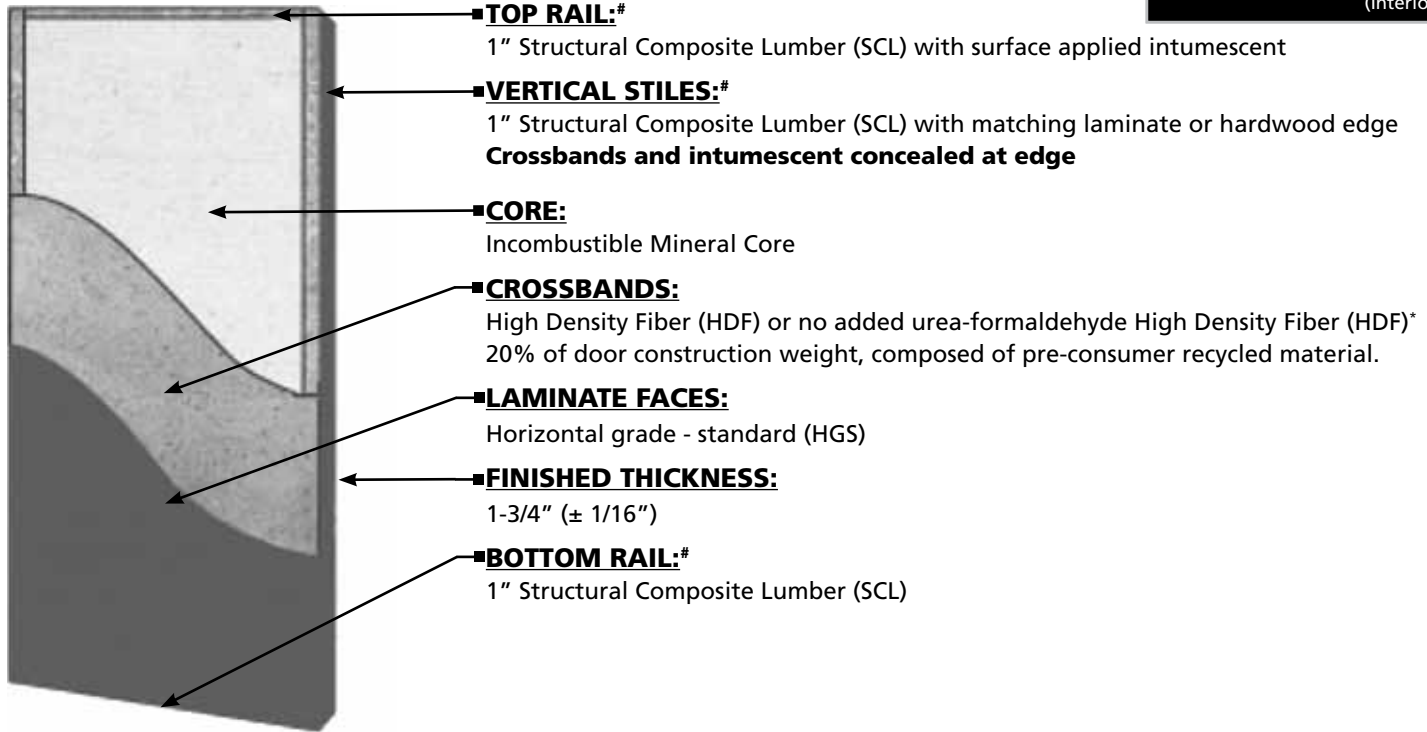 (Interio
TOP RAIL:#
1" Structural Composite Lumber (SCL) with surface applied intumescent
VERTICAL STILES:#
1" Structural Composite Lumber (SCL) with matching laminate or hardwood edge
Crossbands and intumescent concealed at edge
CORE:
Incombustible Mineral Core
CROSSBANDS:
High Density Fiber (HDF) or no added urea-formaldehyde High Density Fiber (HDF)*
20% of door construction weight, composed of pre-consumer recycled material.
LAMINATE FACES:
Horizontal grade - standard (HGS)
FINISHED THICKNESS:
1-3/4" (± 1/16")
BOTTOM RAIL:#
1" Structural Composite Lumber (SCL)